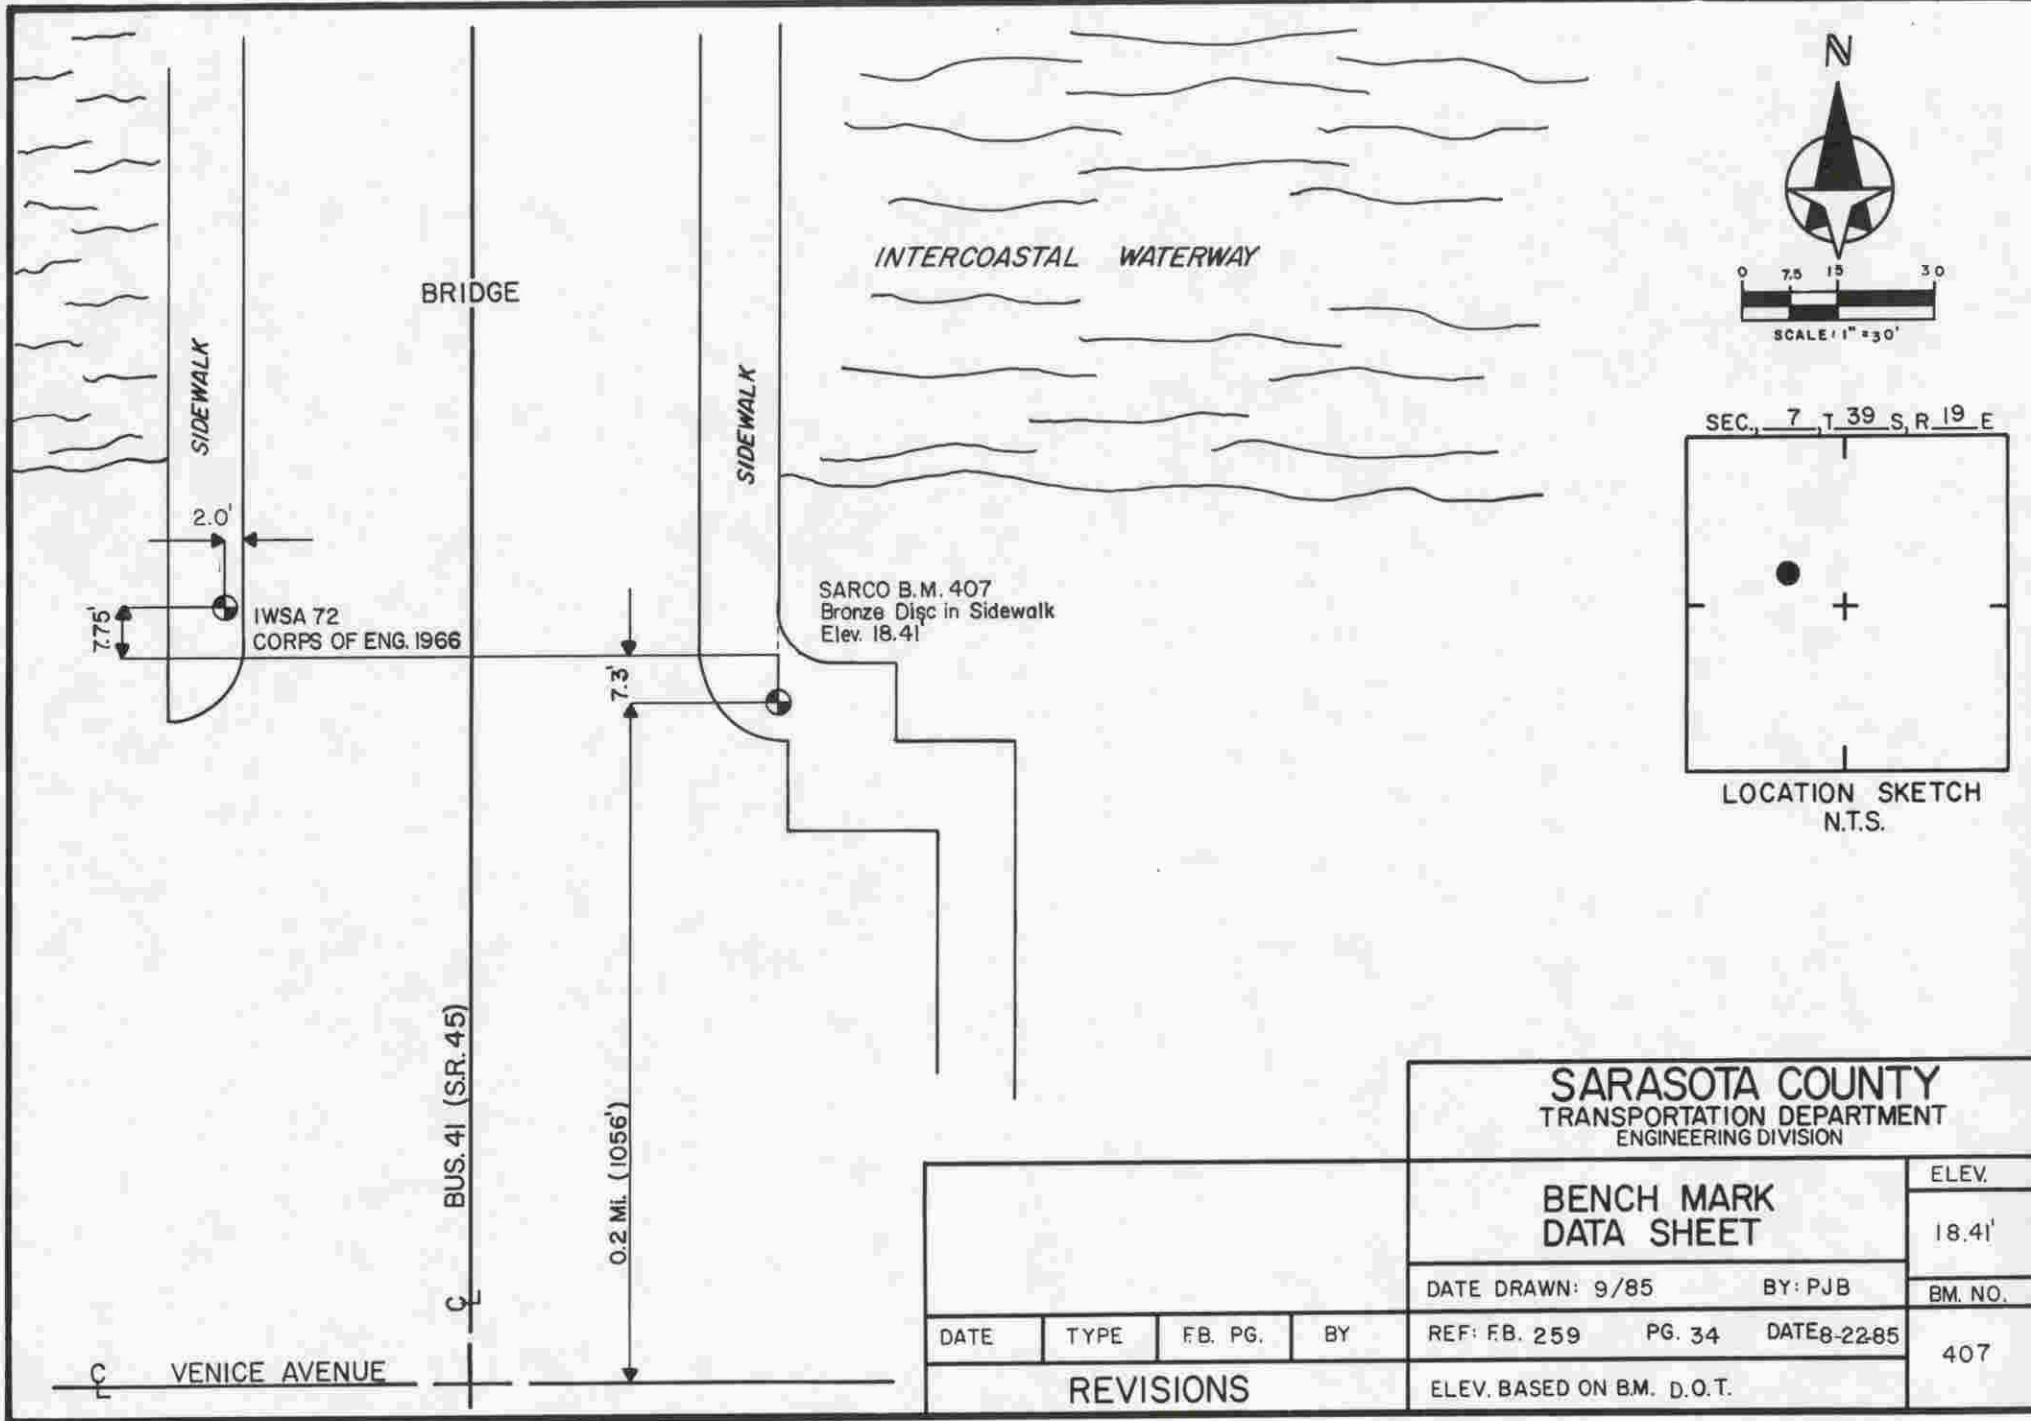 N
0 7.5 15 30
SCALE: 1" = 30'
INTERCOASTAL WATERWAY
BRIDGE
SIDEWALK
SIDEWALK
SEC., 7, T 39 S, R 19 E
LOCATION SKETCH
N.T.S.
2.0'
7.75'
IWSA 72
CORPS OF ENG. 1966
SARCO B.M. 407
Bronze Disc in Sidewalk
Elev. 18.41'
7.3'
BUS. 41 (S.R. 45)
0.2 Mi. (1056')
CL
CL VENICE AVENUE
SARASOTA COUNTY
TRANSPORTATION DEPARTMENT
ENGINEERING DIVISION
BENCH MARK
DATA SHEET
ELEV.
18.41'
DATE DRAWN: 9/85 BY: PJB
BM. NO.
407
REF: F.B. 259 PG. 34 DATE 8-22-85
ELEV. BASED ON B.M. D.O.T.
DATE TYPE F.B. PG. BY
REVISIONS